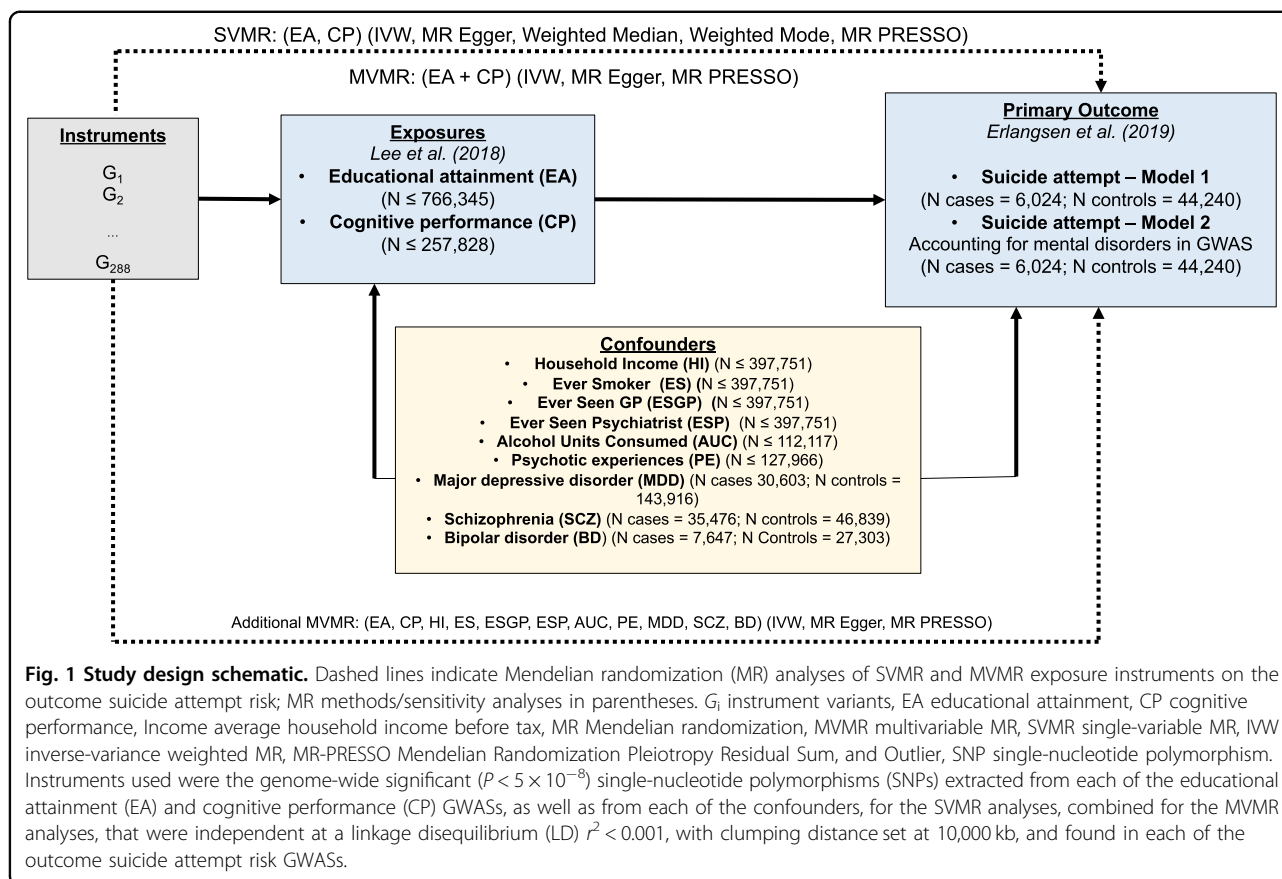 SVMR: (EA, CP) (IVW, MR Egger, Weighted Median, Weighted Mode, MR PRESSO)
MVMR: (EA + CP) (IVW, MR Egger, MR PRESSO)
Instruments
G1
G2
...
G288
Exposures
Lee et al. (2018)
• Educational attainment (EA)
(N ≤ 766,345)
• Cognitive performance (CP)
(N ≤ 257,828)
Primary Outcome
Erlangsen et al. (2019)
• Suicide attempt – Model 1
(N cases = 6,024; N controls = 44,240)
• Suicide attempt – Model 2
Accounting for mental disorders in GWAS
(N cases = 6,024; N controls = 44,240)
Confounders
• Household Income (HI) (N ≤ 397,751)
• Ever Smoker (ES) (N ≤ 397,751)
• Ever Seen GP (ESGP) (N ≤ 397,751)
• Ever Seen Psychiatrist (ESP) (N ≤ 397,751)
• Alcohol Units Consumed (AUC) (N ≤ 112,117)
• Psychotic experiences (PE) (N ≤ 127,966)
• Major depressive disorder (MDD) (N cases 30,603; N controls =
143,916)
• Schizophrenia (SCZ) (N cases = 35,476; N controls = 46,839)
• Bipolar disorder (BD) (N cases = 7,647; N Controls = 27,303)
Additional MVMR: (EA, CP, HI, ES, ESGP, ESP, AUC, PE, MDD, SCZ, BD) (IVW, MR Egger, MR PRESSO)
Fig. 1 Study design schematic. Dashed lines indicate Mendelian randomization (MR) analyses of SVMR and MVMR exposure instruments on the
outcome suicide attempt risk; MR methods/sensitivity analyses in parentheses. Gi instrument variants, EA educational attainment, CP cognitive
performance, Income average household income before tax, MR Mendelian randomization, MVMR multivariable MR, SVMR single-variable MR, IVW
inverse-variance weighted MR, MR-PRESSO Mendelian Randomization Pleiotropy Residual Sum, and Outlier, SNP single-nucleotide polymorphism.
Instruments used were the genome-wide significant (P < 5 × 10−8) single-nucleotide polymorphisms (SNPs) extracted from each of the educational
attainment (EA) and cognitive performance (CP) GWASs, as well as from each of the confounders, for the SVMR analyses, combined for the MVMR
analyses, that were independent at a linkage disequilibrium (LD) r2 < 0.001, with clumping distance set at 10,000 kb, and found in each of the
outcome suicide attempt risk GWASs.